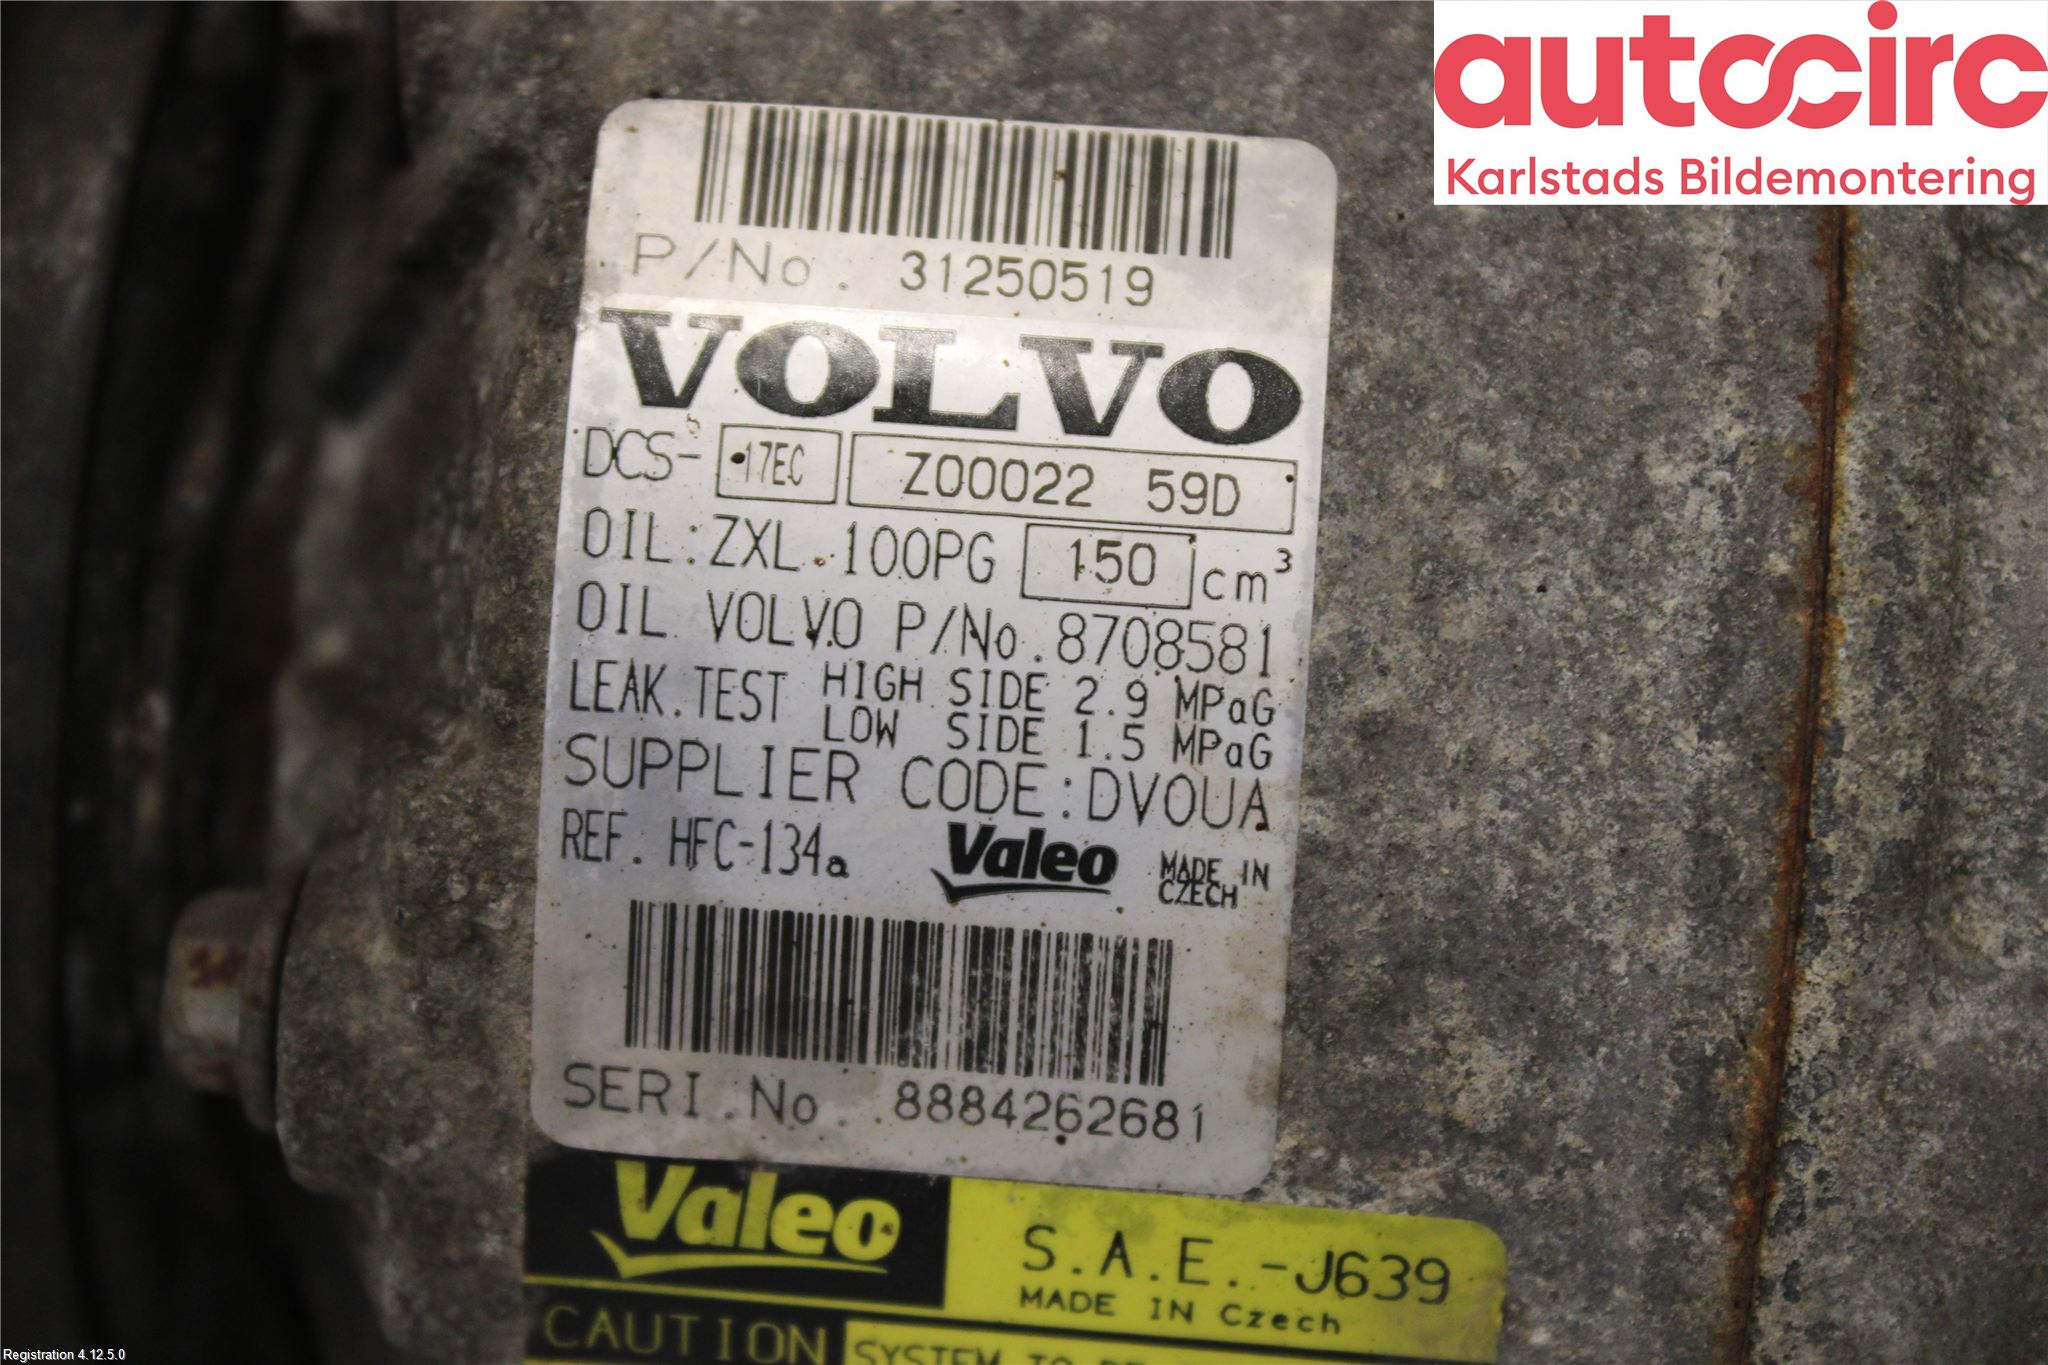 autocirc
Karlstads Bildemontering
P/No. 31250519
VOLVO
DCS- 17EC Z00022 59D
OIL:ZXL 100PG 150 cm³
OIL VOLVO P/No.8708581
LEAK TEST HIGH SIDE 2.9 MPaG
LOW SIDE 1.5 MPaG
SUPPLIER CODE:DVOUA
REF. HFC-134a Valeo MADE IN
CZECH
SERI.No 8884262681
Valeo S.A.E.-J639
MADE IN Czech
CAUTION SYSTEM TO
Registration 4.12.5.0